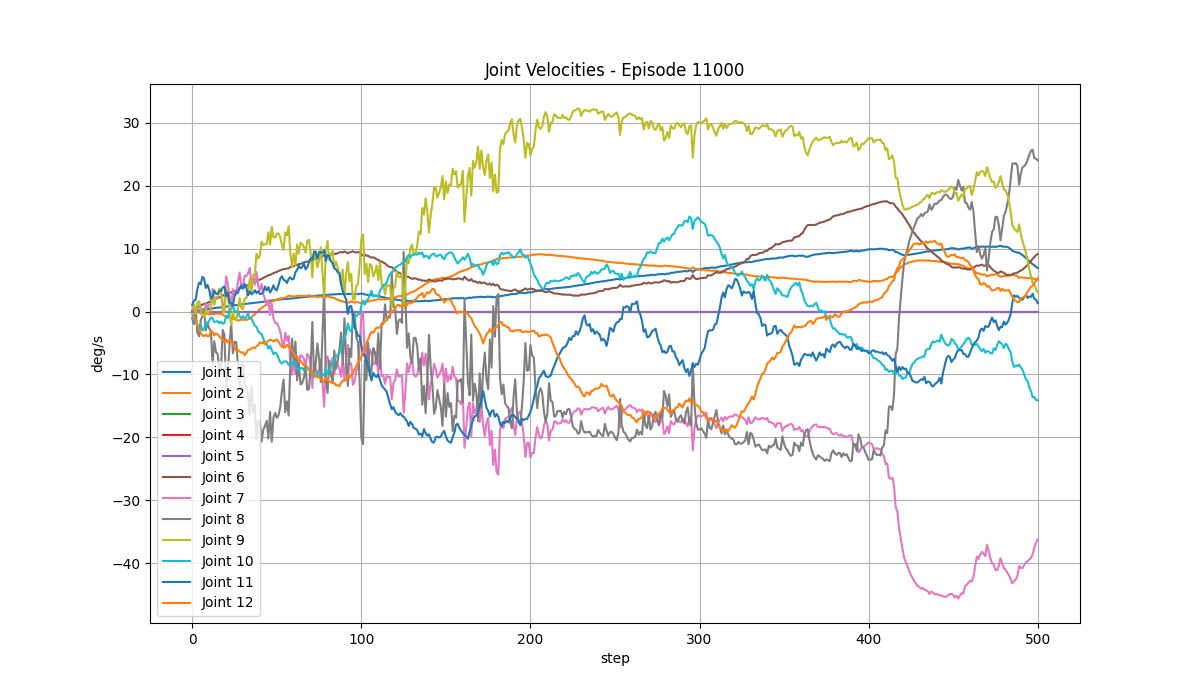 Joint Velocities - Episode 11000
deg/s
30
20
10
0
−10
−20
−30
−40
Joint 1
Joint 2
Joint 3
Joint 4
Joint 5
Joint 6
Joint 7
Joint 8
Joint 9
Joint 10
Joint 11
Joint 12
0 100 200 300 400 500
step